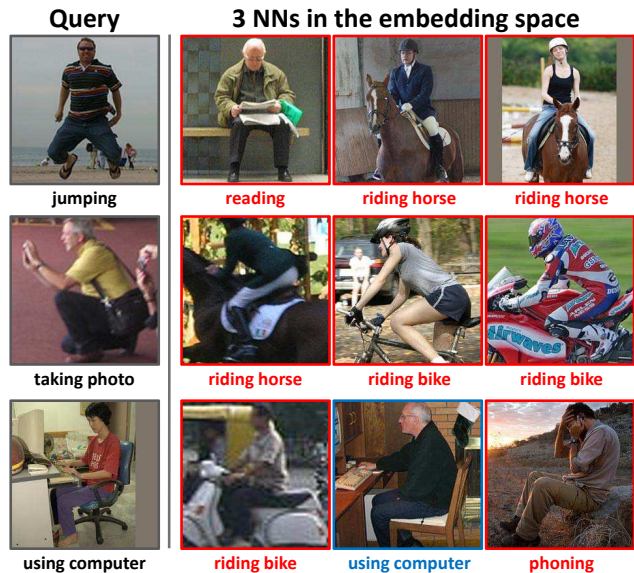 Query
3 NNs in the embedding space
jumping
reading
riding horse
riding horse
taking photo
airwaves
riding horse
riding bike
riding bike
using computer
riding bike
using computer
phoning